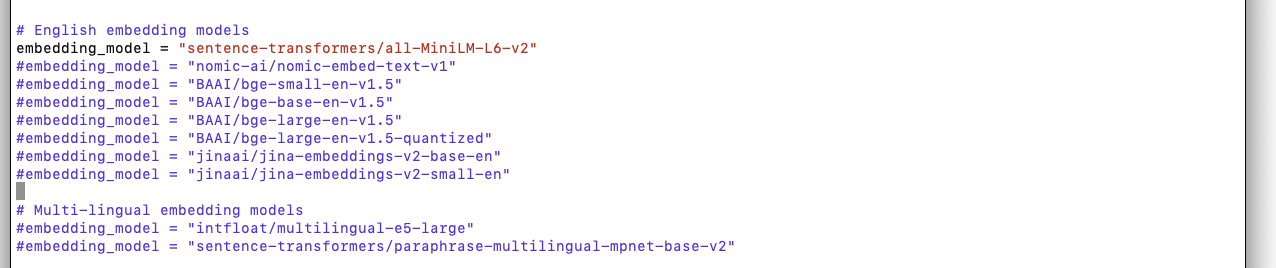 # English embedding models
embedding_model = "sentence-transformers/all-MiniLM-L6-v2"
#embedding_model = "nomic-ai/nomic-embed-text-v1"
#embedding_model = "BAAI/bge-small-en-v1.5"
#embedding_model = "BAAI/bge-base-en-v1.5"
#embedding_model = "BAAI/bge-large-en-v1.5"
#embedding_model = "BAAI/bge-large-en-v1.5-quantized"
#embedding_model = "jinaai/jina-embeddings-v2-base-en"
#embedding_model = "jinaai/jina-embeddings-v2-small-en"
# Multi-lingual embedding models
#embedding_model = "intfloat/multilingual-e5-large"
#embedding_model = "sentence-transformers/paraphrase-multilingual-mpnet-base-v2"